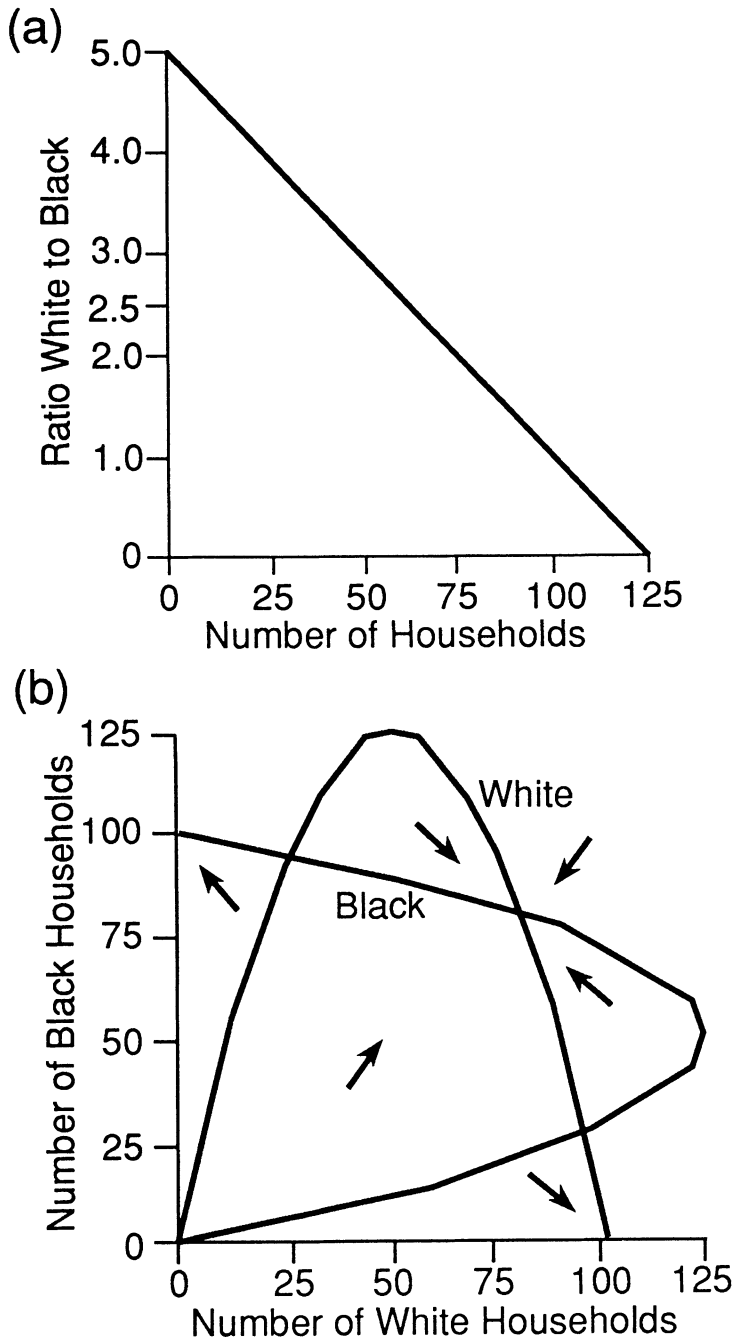 (a)
5.0
4.0
3.0
2.5
2.0
1.0
0
Ratio White to Black
0 25 50 75 100 125
Number of Households
(b)
125
100
75
50
25
0
Number of Black Households
White
Black
0 25 50 75 100 125
Number of White Households